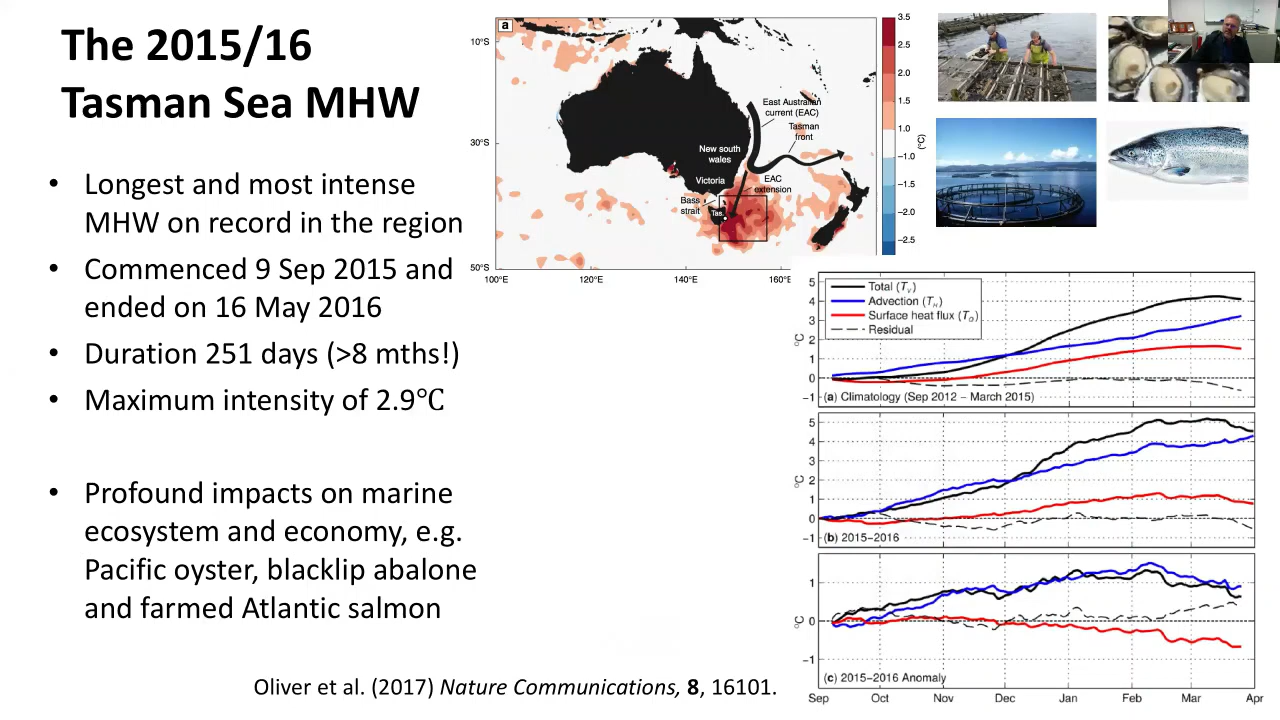 The 2015/16
Tasman Sea MHW
• Longest and most intense
MHW on record in the region
• Commenced 9 Sep 2015 and
ended on 16 May 2016
• Duration 251 days (>8 mths!)
• Maximum intensity of 2.9℃
• Profound impacts on marine
ecosystem and economy, e.g.
Pacific oyster, blacklip abalone
and farmed Atlantic salmon
Oliver et al. (2017) Nature Communications, 8, 16101.
a
10°S
30°S
50°S
100°E
120°E
140°E
160°E
East Australian
current (EAC)
Tasman
front
New south
wales
Victoria
EAC
extension
Bass
strait
Tas.
3.5
2.5
2.0
1.5
1.0
−1.0
−1.5
−2.0
−2.5
(°C)
Total (TV)
Advection (TH)
Surface heat flux (TQ)
Residual
5
4
3
2
1
0
−1
°C
(a) Climatology (Sep 2012 − March 2015)
5
4
3
2
1
0
−1
°C
(b) 2015−2016
1
0
−1
°C
(c) 2015−2016 Anomaly
Sep
Oct
Nov
Dec
Jan
Feb
Mar
Apr